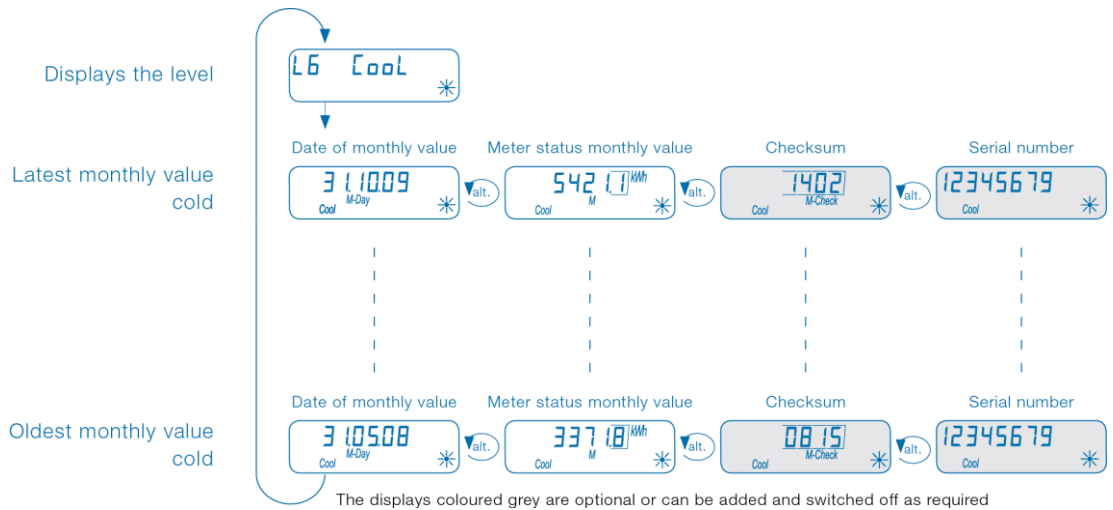 Displays the level
L6 CooL
Latest monthly value
cold
Date of monthly value
31.10.09
Cool M-Day
alt.
Meter status monthly value
5421.1 kWh
Cool M
alt.
Checksum
1402
Cool M-Check
alt.
Serial number
12345679
Cool
Oldest monthly value
cold
Date of monthly value
31.05.08
Cool M-Day
alt.
Meter status monthly value
3371.8 kWh
Cool M
alt.
Checksum
0815
Cool M-Check
alt.
Serial number
12345679
Cool
The displays coloured grey are optional or can be added and switched off as required